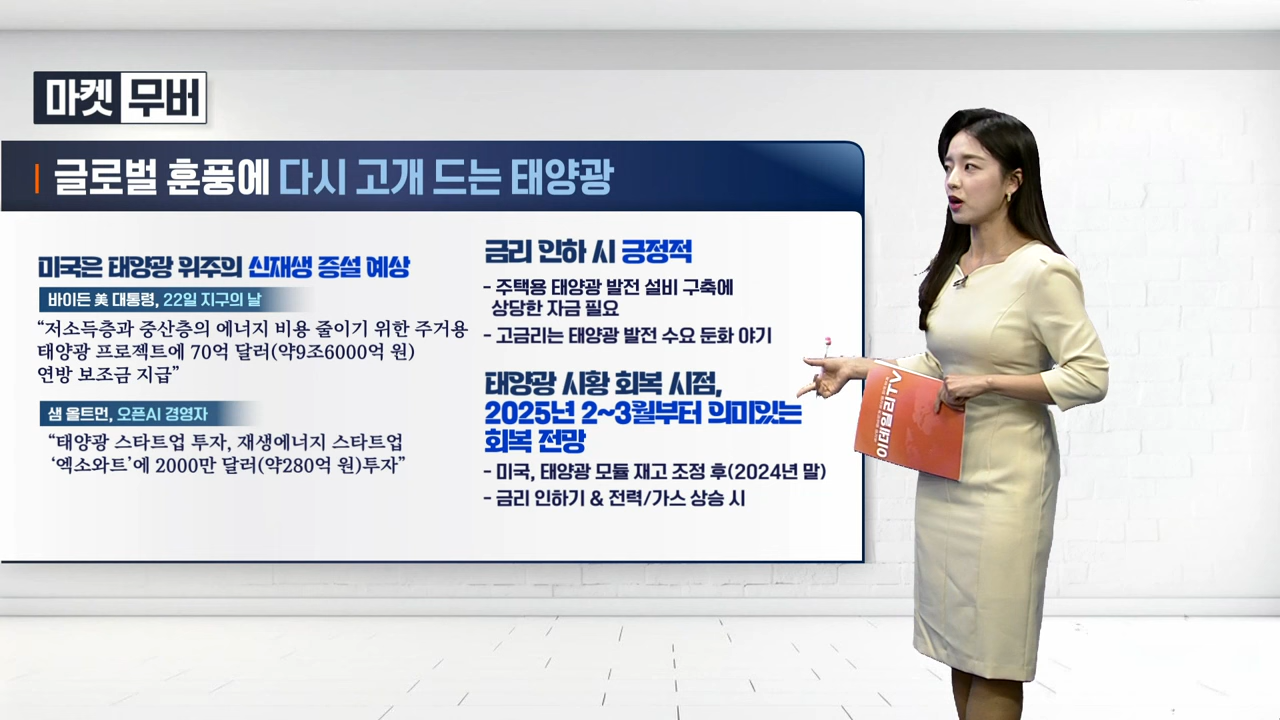 마켓무버
글로벌 훈풍에 다시 고개 드는 태양광
미국은 태양광 위주의 신재생 증설 예상
바이든 美 대통령, 22일 지구의 날
“저소득층과 중산층의 에너지 비용 줄이기 위한 주거용
태양광 프로젝트에 70억 달러(약9조6000억 원)
연방 보조금 지급”
샘 올트먼, 오픈AI 경영자
“태양광 스타트업 투자, 재생에너지 스타트업
‘엑소와트’에 2000만 달러(약280억 원)투자”
금리 인하 시 긍정적
- 주택용 태양광 발전 설비 구축에
상당한 자금 필요
- 고금리는 태양광 발전 수요 둔화 야기
태양광 시황 회복 시점,
2025년 2~3월부터 의미있는
회복 전망
- 미국, 태양광 모듈 재고 조정 후(2024년 말)
- 금리 인하기 & 전력/가스 상승 시
이데일리TV